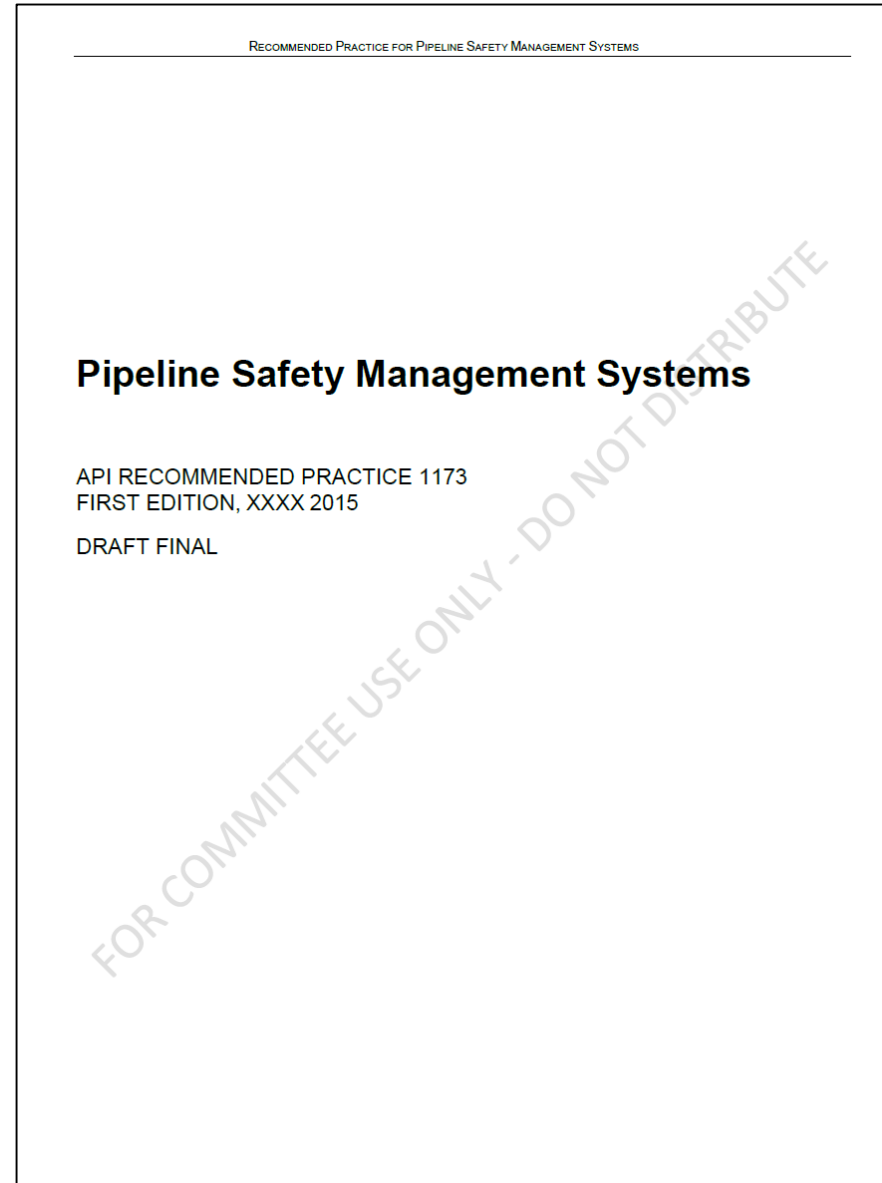 RECOMMENDED PRACTICE FOR PIPELINE SAFETY MANAGEMENT SYSTEMS
Pipeline Safety Management Systems
API RECOMMENDED PRACTICE 1173
FIRST EDITION, XXXX 2015
DRAFT FINAL
FOR COMMITTEE USE ONLY - DO NOT DISTRIBUTE